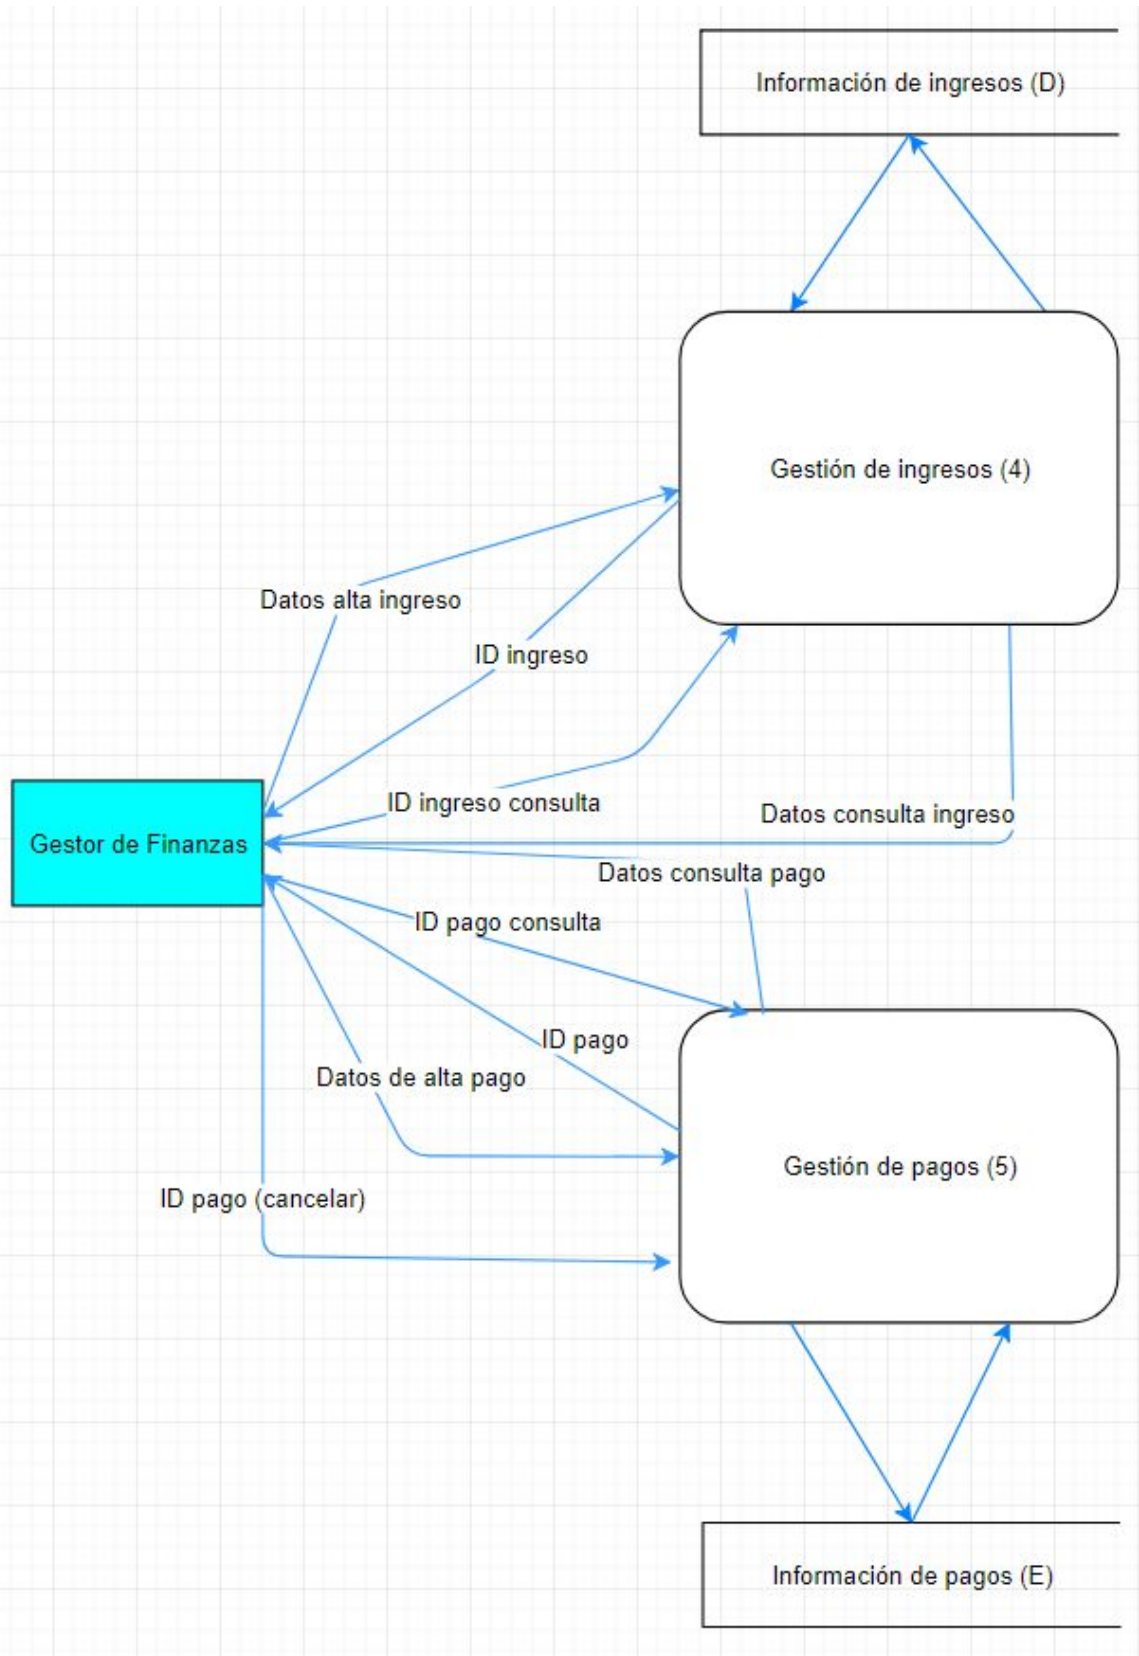 Información de ingresos (D)
Gestión de ingresos (4)
Datos alta ingreso
ID ingreso
ID ingreso consulta
Datos consulta ingreso
Gestor de Finanzas
Datos consulta pago
ID pago consulta
ID pago
Datos de alta pago
Gestión de pagos (5)
ID pago (cancelar)
Información de pagos (E)